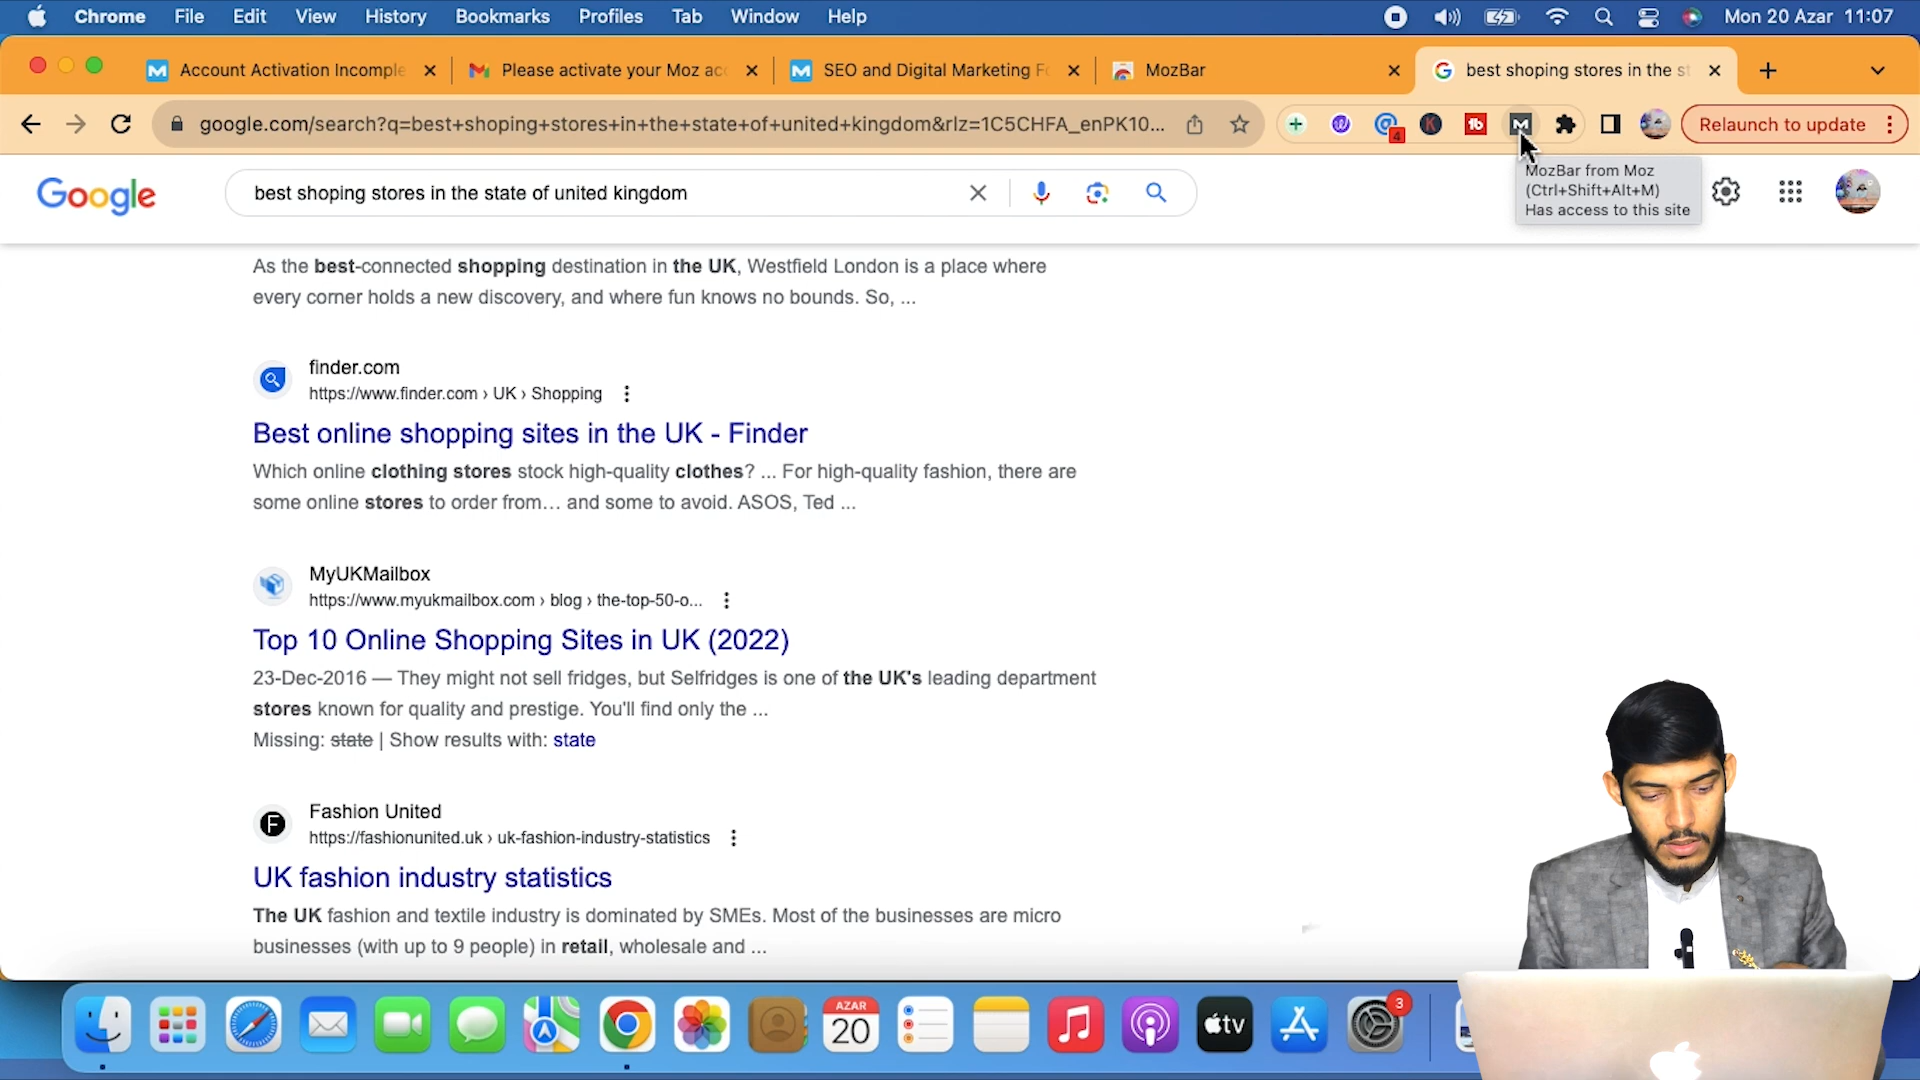 Chrome File Edit View History Bookmarks Profiles Tab Window Help Mon 20 Azar 11:07
Account Activation Incomple Please activate your Moz ac SEO and Digital Marketing Fo MozBar best shoping stores in the st
google.com/search?q=best+shoping+stores+in+the+state+of+united+kingdom&rlz=1C5CHFA_enPK10... 4 K tb M Relaunch to update
MozBar from Moz
(Ctrl+Shift+Alt+M)
Has access to this site
Google best shoping stores in the state of united kingdom
As the best-connected shopping destination in the UK, Westfield London is a place where
every corner holds a new discovery, and where fun knows no bounds. So, ...
finder.com
https://www.finder.com › UK › Shopping
Best online shopping sites in the UK - Finder
Which online clothing stores stock high-quality clothes? ... For high-quality fashion, there are
some online stores to order from… and some to avoid. ASOS, Ted ...
MyUKMailbox
https://www.myukmailbox.com › blog › the-top-50-o...
Top 10 Online Shopping Sites in UK (2022)
23-Dec-2016 — They might not sell fridges, but Selfridges is one of the UK's leading department
stores known for quality and prestige. You'll find only the ...
Missing: state | Show results with: state
F
Fashion United
https://fashionunited.uk › uk-fashion-industry-statistics
UK fashion industry statistics
The UK fashion and textile industry is dominated by SMEs. Most of the businesses are micro
businesses (with up to 9 people) in retail, wholesale and ...
AZAR
20
tv
3